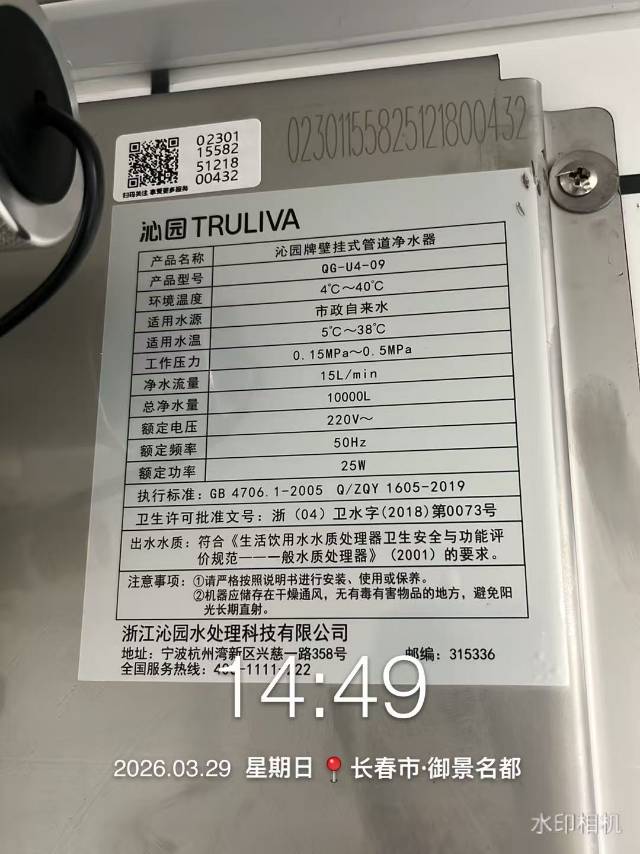 02301155825121800432
02301
15582
51218
00432
扫码关注 享受更多服务
沁园 TRULIVA
产品名称 沁园牌壁挂式管道净水器
产品型号 QG-U4-09
环境温度 4℃～40℃
适用水源 市政自来水
适用水温 5℃～38℃
工作压力 0.15MPa～0.5MPa
净水流量 15L/min
总净水量 10000L
额定电压 220V～
额定频率 50Hz
额定功率 25W
执行标准：GB 4706.1-2005 Q/ZQY 1605-2019
卫生许可批准文号：浙（04）卫水字(2018)第0073号
出水水质：符合《生活饮用水水质处理器卫生安全与功能评
价规范——一般水质处理器》（2001）的要求。
注意事项：①请严格按照说明书进行安装、使用或保养。
②机器应储存在干燥通风，无有毒有害物品的地方，避免阳
光长期直射。
浙江沁园水处理科技有限公司
地址：宁波杭州湾新区兴慈一路358号 邮编：315336
全国服务热线：
14:49
2026.03.29 星期日 长春市·御景名都
水印相机